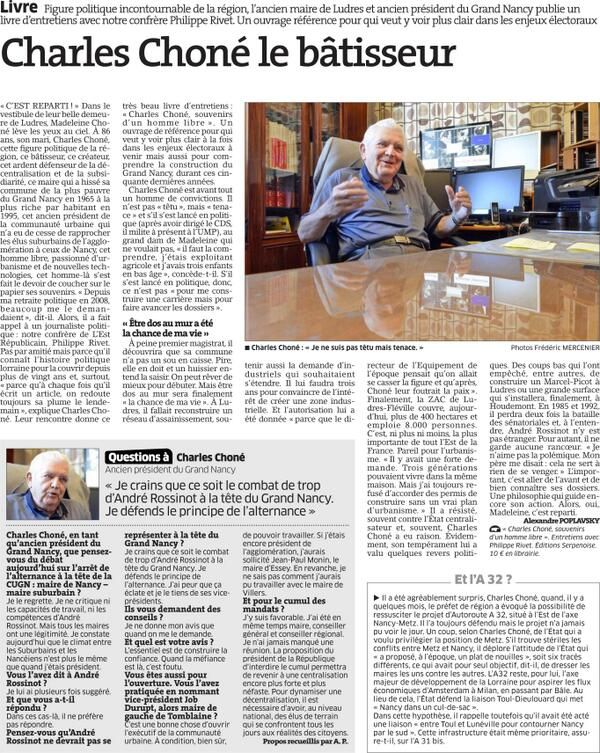 Livre Figure politique incontournable de la région, l'ancien maire de Ludres et ancien président du Grand Nancy publie un
livre d'entretiens avec notre confrère Philippe Rivet. Un ouvrage référence pour qui veut y voir plus clair dans les enjeux électoraux
Charles Choné le bâtisseur
« C'EST REPARTI ! » Dans le
vestibule de leur belle demeure
de Ludres, Madeleine Choné
lève les yeux au ciel. À 86
ans, son mari, Charles Choné,
cette figure politique de la région,
ce bâtisseur, ce créateur,
cet ardent défenseur de la décentralisation
et de la subsidiarité,
ce maire qui a hissé sa
commune de la plus pauvre
du Grand Nancy en 1965 à la
plus riche par habitant en
1995, cet ancien président de
la communauté urbaine qui
n'a eu de cesse de rapprocher
les élus suburbains de l'agglomération
à ceux de Nancy, cet
homme libre, passionné d'urbanisme
et de nouvelles technologies,
cet homme-là s'est
fait le devoir de coucher sur le
papier ses souvenirs. « Depuis
ma retraite politique en 2008,
beaucoup me le demandaient
», dit-il. Alors, il a fait
appel à un journaliste politique :
notre confrère de L'Est
Républicain, Philippe Rivet.
Pas par amitié mais parce qu'il
connaît l'histoire politique
lorraine pour la couvrir depuis
plus de vingt ans et, surtout,
« parce qu'à chaque fois qu'il
écrit un article, on redoute
toujours sa plume le lendemain
», explique Charles Choné.
Leur rencontre donne ce
très beau livre d'entretiens :
« Charles Choné, souvenirs
d'un homme libre ». Un
ouvrage de référence pour qui
veut y voir plus clair à la fois
dans les enjeux électoraux à
venir mais aussi pour comprendre
la construction du
Grand Nancy, durant ces cinquante
dernières années.
Charles Choné est avant tout
un homme de convictions. Il
n'est pas « têtu », mais « tenace
» et s'il s'est lancé en politique
(après avoir dirigé le CDS,
il milite à présent à l'UMP), au
grand dam de Madeleine qui
ne voulait pas, « il faut la comprendre,
j'étais exploitant
agricole et j'avais trois enfants
en bas âge », concède-t-il. S'il
s'est lancé en politique, donc,
ce n'est pas « pour me construire
une carrière mais pour
faire avancer les dossiers ».
« Être dos au mur a été
la chance de ma vie »
À peine premier magistrat, il
découvrira que sa commune
n'a pas un sou en caisse. Pire,
elle en doit et un huissier entend
la saisir. On peut rêver de
mieux pour débuter. Mais être
dos au mur sera finalement
« la chance de ma vie ». À Ludres,
il fallait reconstruire un
réseau d'assainissement, sou-
■ Charles Choné : « Je ne suis pas têtu mais tenace. »
Photos Frédéric MERCENIER
tenir aussi la demande d'industriels
qui souhaitaient
s'étendre. Il lui faudra trois
ans pour convaincre de l'intérêt
de créer une zone industrielle.
Et l'autorisation lui a
été donnée « parce que le di-
recteur de l'Equipement de
l'époque pensait qu'on allait
se casser la figure et qu'après,
Choné leur foutrait la paix ».
Finalement, la ZAC de Ludres-Fléville
couvre, aujourd'hui,
plus de 400 hectares et
emploie 8.000 personnes.
C'est, ni plus ni moins, la plus
importante de tout l'Est de la
France. Pareil pour l'urbanisme.
« Il y avait une forte demande.
Trois générations
pouvaient vivre dans la même
maison. Mais j'ai toujours refusé
d'accorder des permis de
construire sans un vrai plan
d'urbanisme. » Il a résisté,
souvent contre l'État centralisateur
et, souvent, Charles
Choné a eu raison. Evidemment,
son tempérament lui a
valu quelques revers politi-
ques. Des coups bas qui l'ont
empêché, entre autres, de
construire un Marcel-Picot à
Ludres ou une grande surface
qui s'installera, finalement, à
Houdemont. En 1985 et 1992,
il perdra deux fois la bataille
des sénatoriales et, à l'entendre,
André Rossinot n'y est
pas étranger. Pour autant, il ne
garde aucune rancœur. « Je
n'aime pas la polémique. Mon
père me disait : cela ne sert à
rien de se venger ». L'important,
c'est aller de l'avant et de
bien connaître ses dossiers.
Une philosophie qui guide encore
son action. Alors, oui,
Madeleine, c'est reparti.
Alexandre POPLAVSKY
« Charles Choné, souvenirs
d'un homme libre ». Entretiens avec
Philippe Rivet. Éditions Serpenoise.
10 € en librairie.
Questions à Charles Choné
Ancien président du Grand Nancy
« Je crains que ce soit le combat de trop
d'André Rossinot à la tête du Grand Nancy.
Je défends le principe de l'alternance »
Charles Choné, en tant
qu'ancien président du
Grand Nancy, que pensez-vous
du débat
aujourd'hui sur l'arrêt de
l'alternance à la tête de la
CUGN : maire de Nancy –
maire suburbain ?
Je le regrette. Je ne critique ni
les capacités de travail, ni les
compétences d'André
Rossinot. Mais tous les maires
ont une légitimité. Je constate
aujourd'hui que le climat entre
les Suburbains et les
Nancéiens n'est plus le même
que quand j'étais président.
Vous l'avez dit à André
Rossinot ?
Je lui ai plusieurs fois suggéré.
Et que vous a-t-il
répondu ?
Dans ces cas-là, il ne préfère
pas répondre.
Pensez-vous qu'André
Rossinot ne devrait pas se
représenter à la tête du
Grand Nancy ?
Je crains que ce soit le combat
de trop d'André Rossinot à la
tête du Grand Nancy. Je
défends le principe de
l'alternance. J'ai peur que ça
éclate et je le tiens de ses vice-présidents.
Ils vous demandent des
conseils ?
Je ne donne mon avis que
quand on me le demande.
Et quel est votre avis ?
L'essentiel est de construire la
confiance. Quand la méfiance
est là, c'est foutu.
Vous êtes aussi pour
l'ouverture. Vous l'avez
pratiquée en nommant
vice-président Job
Durupt, alors maire de
gauche de Tomblaine ?
C'est une bonne chose d'ouvrir
l'exécutif de la communauté
urbaine. À condition, bien sûr,
de pouvoir travailler. Si j'étais
encore président de
l'agglomération, j'aurais
sollicité Jean-Paul Monin, le
maire d'Essey. En revanche, je
ne sais pas comment j'aurais
pu travailler avec le maire de
Villers.
Et pour le cumul des
mandats ?
J'y suis favorable. J'ai été en
même temps maire, conseiller
général et conseiller régional.
Je n'ai jamais manqué une
réunion. La proposition du
président de la République
d'interdire le cumul permettra
de revenir à une centralisation
encore plus forte et plus
néfaste. Pour dynamiser une
décentralisation, il est
nécessaire d'avoir, au niveau
national, des élus de terrain
qui se confrontent tous les
jours aux réalités des citoyens.
Propos recueillis par A. P.
Et l'A 32 ?
▶ Il a été agréablement surpris, Charles Choné, quand, il y a
quelques mois, le préfet de région a évoqué la possibilité de
ressusciter le projet d'Autoroute A 32, situé à l'Est de l'axe
Nancy-Metz. Il l'a toujours défendu mais le projet n'a jamais
pu voir le jour. Un coup, selon Charles Choné, de l'État qui a
voulu privilégier la position de Metz. S'il trouve stériles les
conflits entre Metz et Nancy, il déplore l'attitude de l'État qui
« a proposé, à l'époque, un plat de nouilles », soit six tracés
différents, ce qui avait pour seul objectif, dit-il, de dresser les
maires les uns contre les autres. L'A32 reste, pour lui, l'axe
majeur de développement de la Lorraine pour aspirer les flux
économiques d'Amsterdam à Milan, en passant par Bâle. Au
lieu de cela, l'État défend la liaison Toul-Dieulouard qui met
« Nancy dans un cul-de-sac ».
Dans cette hypothèse, il rappelle toutefois qu'il avait été acté
une liaison « entre Toul et Lunéville pour contourner Nancy
par le sud ». Cette infrastructure était même prioritaire, assure-t-il,
sur l'A 31 bis.